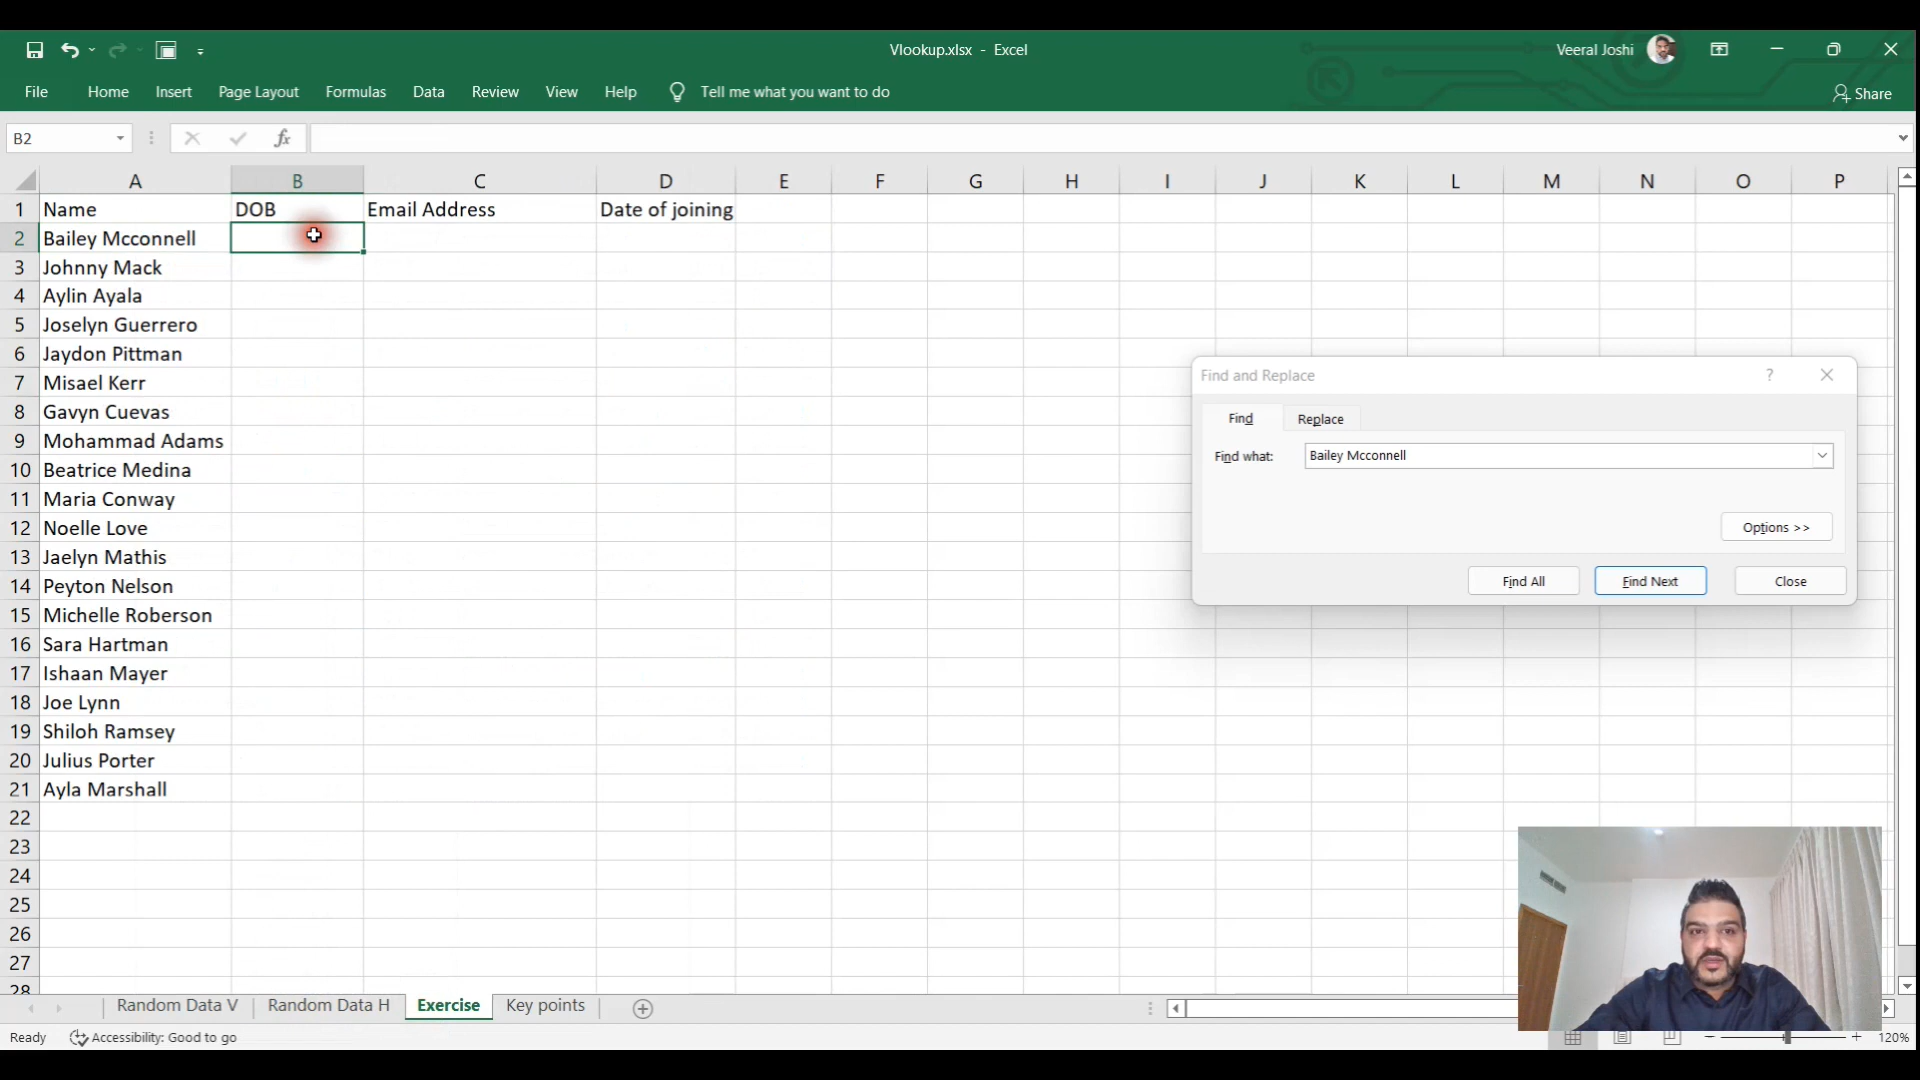 Vlookup.xlsx - Excel
Veeral Joshi
File Home Insert Page Layout Formulas Data Review View Help Tell me what you want to do
Share
B2
fx
A B C D E F G H I J K L M N O P
1 Name DOB Email Address Date of joining
2 Bailey Mcconnell
3 Johnny Mack
4 Aylin Ayala
5 Joselyn Guerrero
6 Jaydon Pittman
7 Misael Kerr
8 Gavyn Cuevas
9 Mohammad Adams
10 Beatrice Medina
11 Maria Conway
12 Noelle Love
13 Jaelyn Mathis
14 Peyton Nelson
15 Michelle Roberson
16 Sara Hartman
17 Ishaan Mayer
18 Joe Lynn
19 Shiloh Ramsey
20 Julius Porter
21 Ayla Marshall
22
23
24
25
26
27
28
Find and Replace ?
Find Replace
Find what: Bailey Mcconnell
Options >>
Find All Find Next Close
Random Data V Random Data H Exercise Key points
Ready Accessibility: Good to go
120%